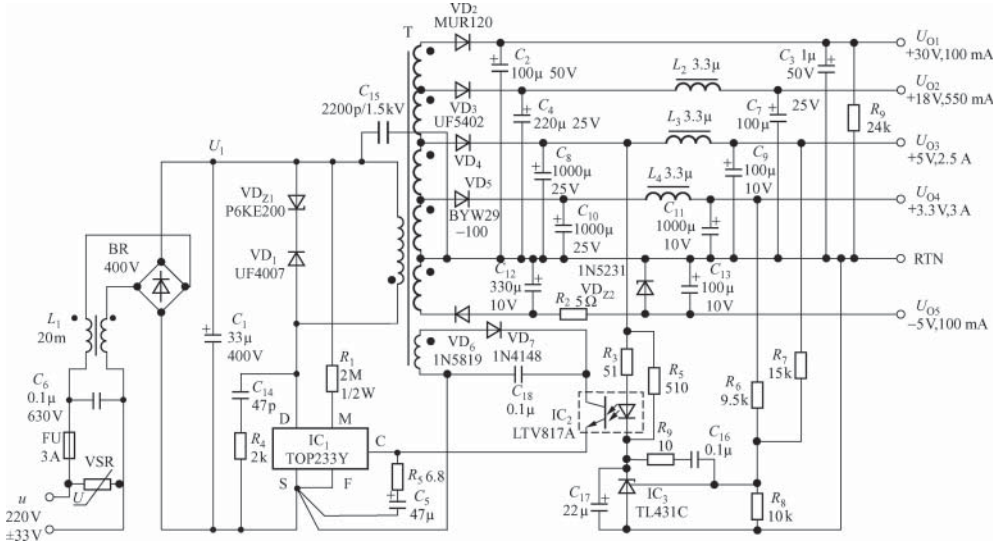 T
VD2
MUR120
C2
100μ 50V
C3 1μ
50V
UO1
+30V,100 mA
L2 3.3μ
UO2
+18V,550 mA
C15
2200p/1.5kV
VD3
UF5402
C4
220μ 25V
C7
100μ
25V
R9
24k
L3 3.3μ
UO3
+5V,2.5 A
U1
VD4
C8
1000μ
25V
C9
100μ
10V
VDZ1
P6KE200
VD5
BYW29
−100
L4 3.3μ
UO4
+3.3V,3 A
C10
1000μ
25V
C11
1000μ
10V
BR
400V
VD1
UF4007
RTN
C12
330μ
10V
1N5231
VDZ2
C13
100μ
10V
R2 5Ω
UO5
−5V,100 mA
L1
20m
C1
33μ
400V
VD6
1N5819
VD7
1N4148
R1
2M
1/2W
R3
51
R5
510
R7
15k
C6
0.1μ
630V
C14
47p
C18
0.1μ
R6
9.5k
IC2
LTV817A
D
M
FU
3A
R4
2k
IC1
TOP233Y
C
R9
10
C16
0.1μ
VSR
U
S
F
R5 6.8
C5
47μ
C17
22μ
IC3
TL431C
R8
10k
u
220V
±33V